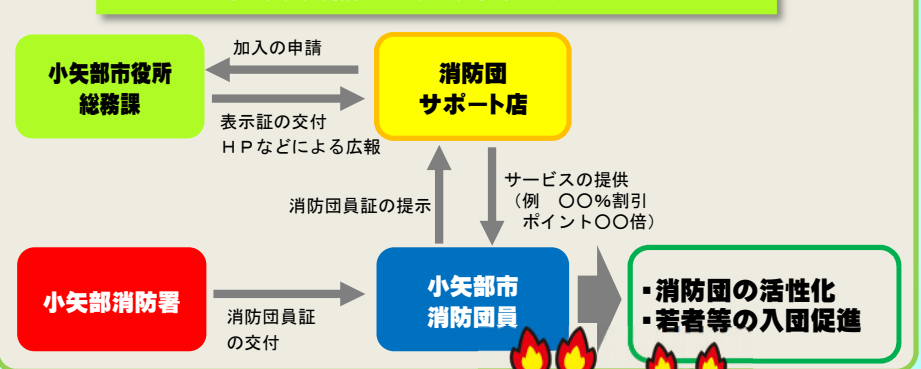 加入の申請
小矢部市役所
総務課
消防団
サポート店
表示証の交付
ＨＰなどによる広報
サービスの提供
（例　〇〇％割引
ポイント〇〇倍）
消防団員証の提示
小矢部消防署
消防団員証
の交付
小矢部市
消防団員
・消防団の活性化
・若者等の入団促進